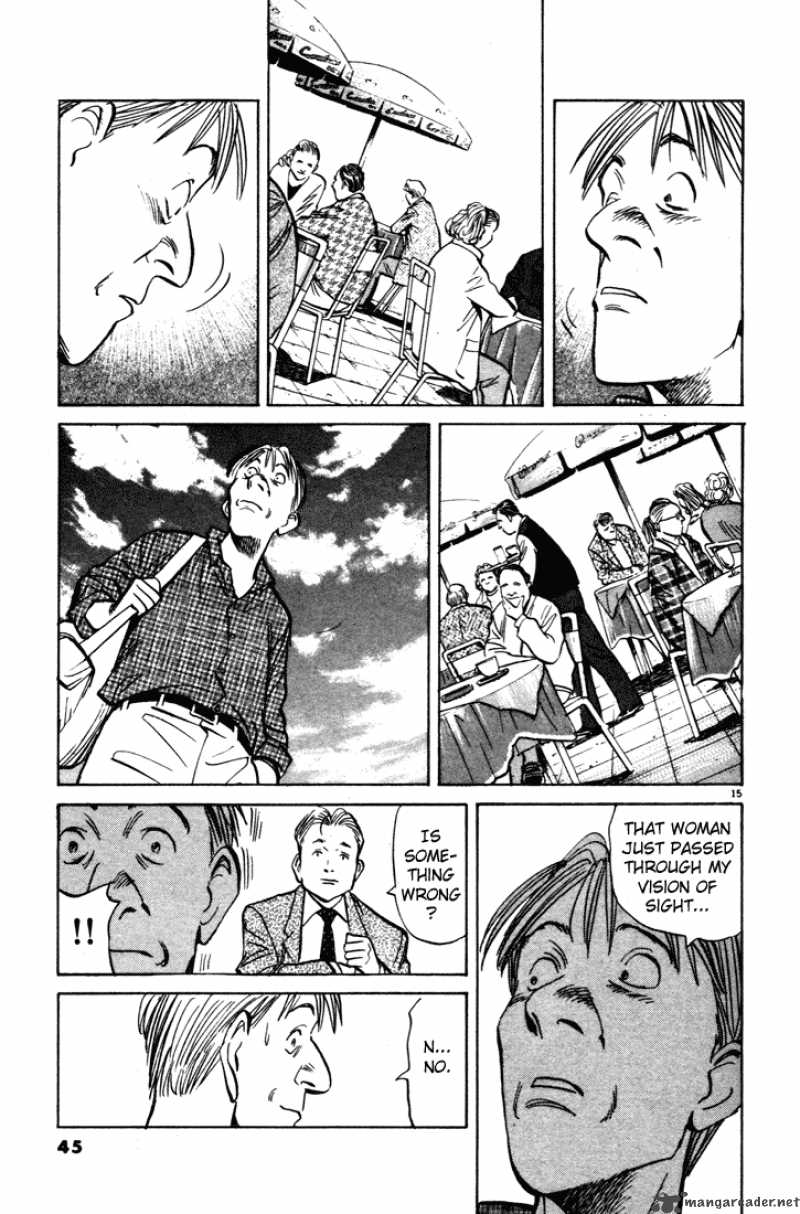 15
THAT WOMAN
JUST PASSED
THROUGH MY
VISION OF
SIGHT...
IS
SOME-
THING
WRONG
?
!!
N...
NO.
45
mangareader.net